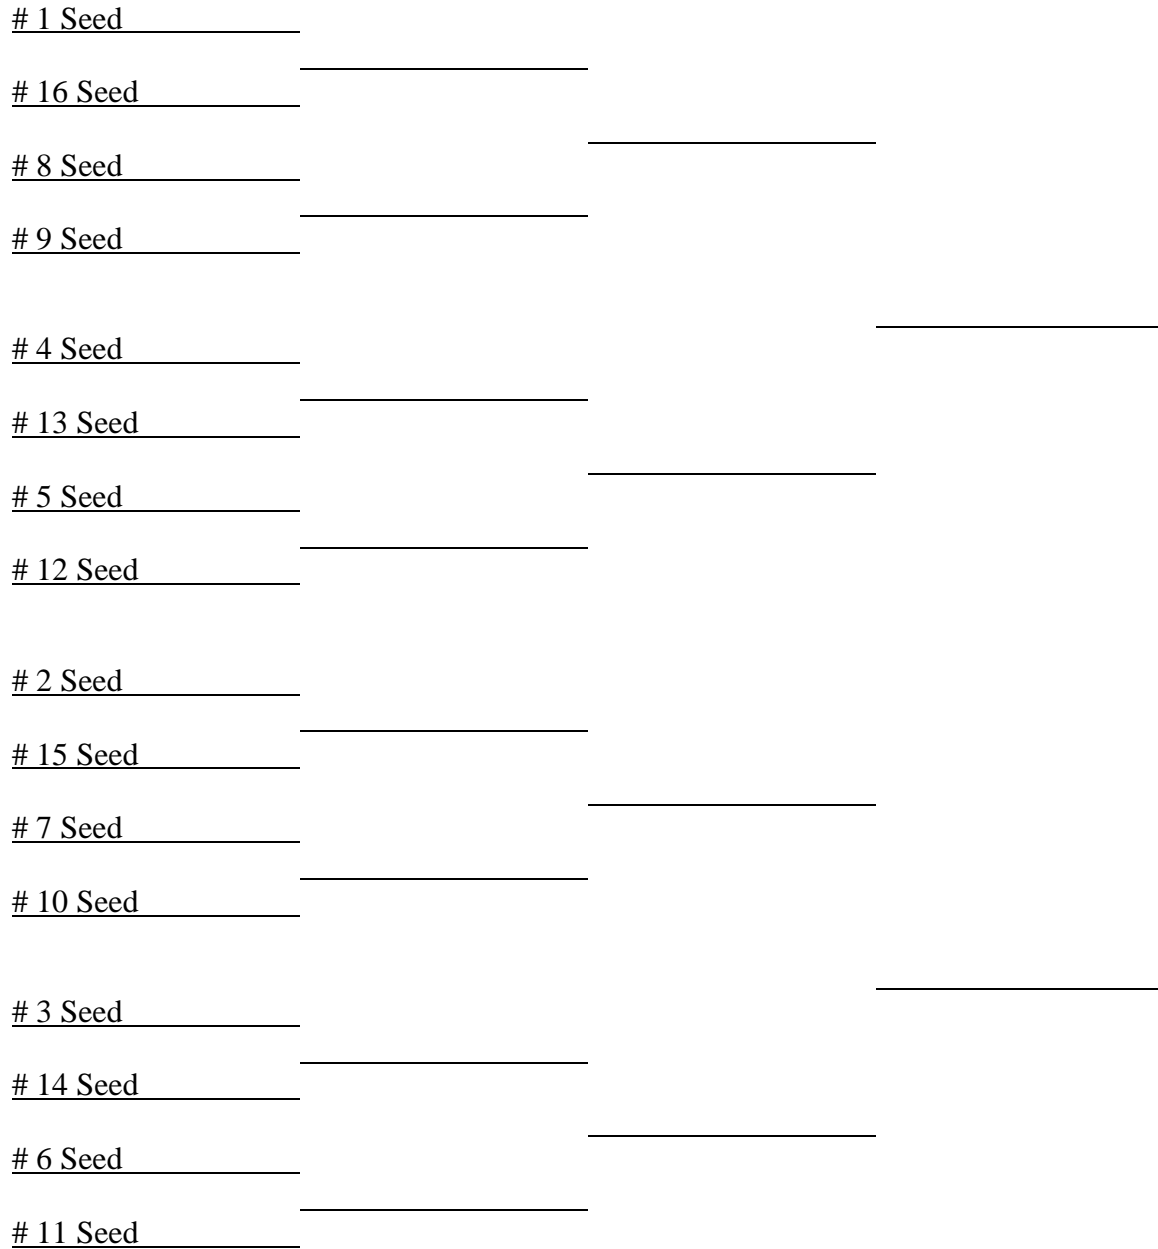 # 1 Seed
# 16 Seed
# 8 Seed
# 9 Seed
# 4 Seed
# 13 Seed
# 5 Seed
# 12 Seed
# 2 Seed
# 15 Seed
# 7 Seed
# 10 Seed
# 3 Seed
# 14 Seed
# 6 Seed
# 11 Seed